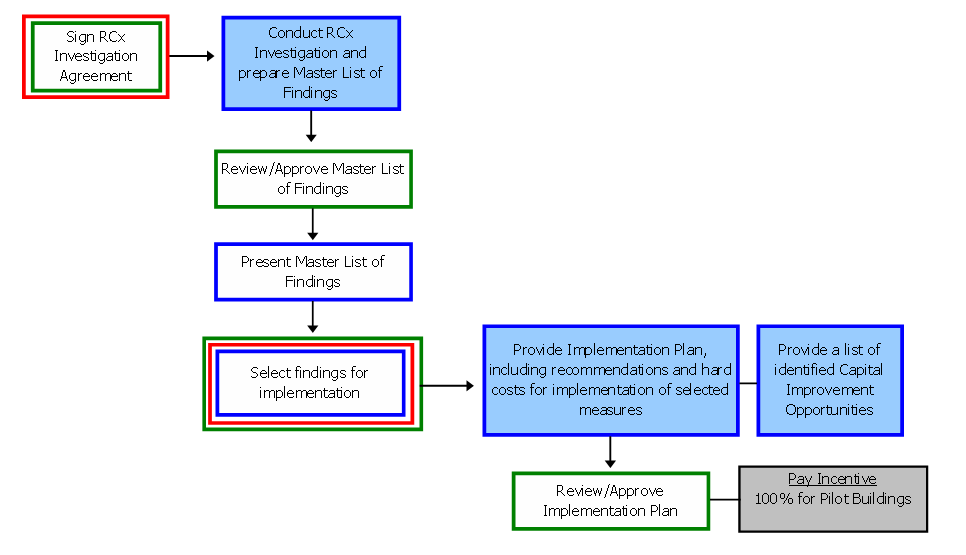 Sign RCx
Investigation
Agreement
Conduct RCx
Investigation and
prepare Master List of
Findings
Review/Approve Master List
of Findings
Present Master List of
Findings
Select findings for
implementation
Provide Implementation Plan,
including recommendations and hard
costs for implementation of selected
measures
Provide a list of
identified Capital
Improvement
Opportunities
Review/Approve
Implementation Plan
Pay Incentive
100% for Pilot Buildings